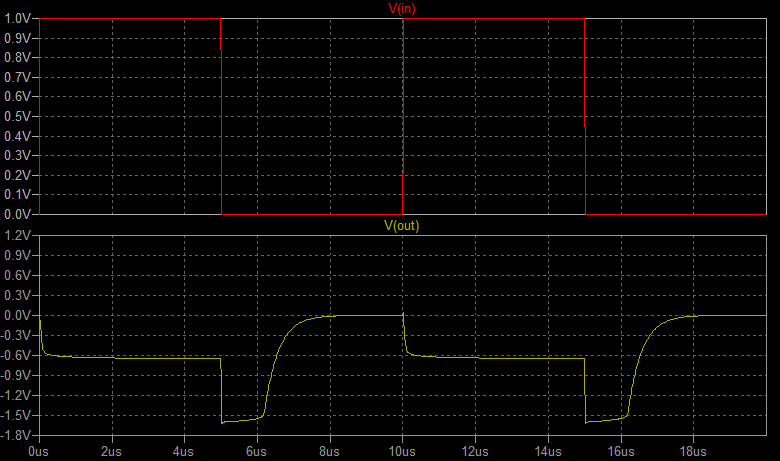 V(in)
1.0V
0.9V
0.8V
0.7V
0.6V
0.5V
0.4V
0.3V
0.2V
0.1V
0.0V
V(out)
1.2V
0.9V
0.6V
0.3V
0.0V
-0.3V
-0.6V
-0.9V
-1.2V
-1.5V
-1.8V
0us 2us 4us 6us 8us 10us 12us 14us 16us 18us